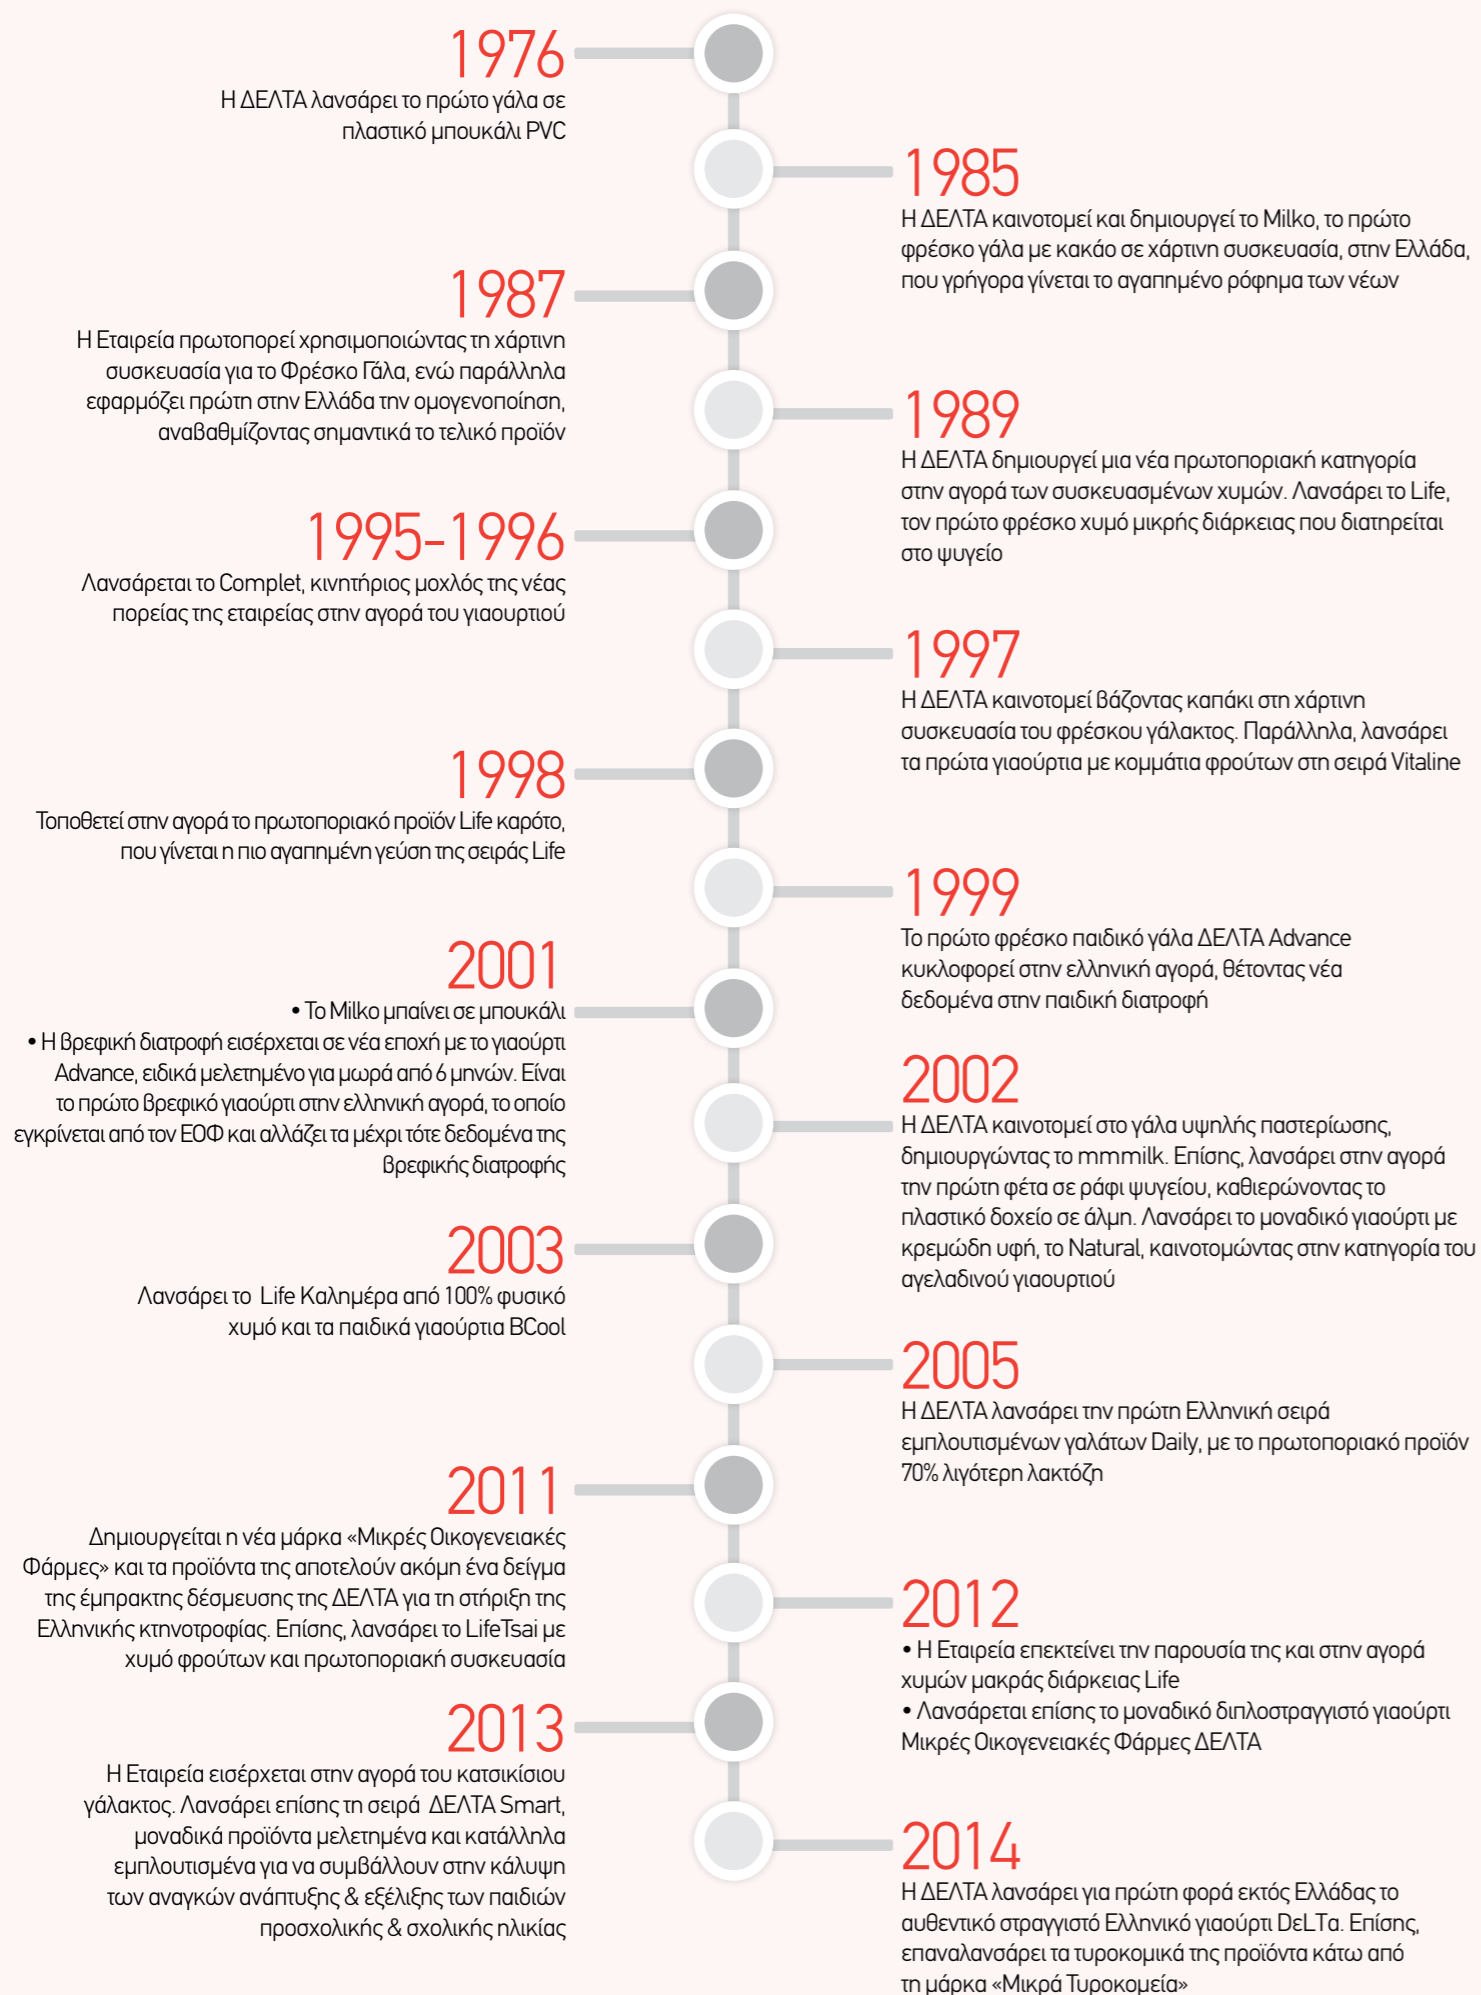 1976
Η ΔΕΛΤΑ λανσάρει το πρώτο γάλα σε
πλαστικό μπουκάλι PVC
1985
Η ΔΕΛΤΑ καινοτομεί και δημιουργεί το Milko, το πρώτο
φρέσκο γάλα με κακάο σε χάρτινη συσκευασία, στην Ελλάδα,
που γρήγορα γίνεται το αγαπημένο ρόφημα των νέων
1987
Η Εταιρεία πρωτοπορεί χρησιμοποιώντας τη χάρτινη
συσκευασία για το Φρέσκο Γάλα, ενώ παράλληλα
εφαρμόζει πρώτη στην Ελλάδα την ομογενοποίηση,
αναβαθμίζοντας σημαντικά το τελικό προϊόν
1989
Η ΔΕΛΤΑ δημιουργεί μια νέα πρωτοποριακή κατηγορία
στην αγορά των συσκευασμένων χυμών. Λανσάρει το Life,
τον πρώτο φρέσκο χυμό μικρής διάρκειας που διατηρείται
στο ψυγείο
1995-1996
Λανσάρεται το Complet, κινητήριος μοχλός της νέας
πορείας της εταιρείας στην αγορά του γιαουρτιού
1997
Η ΔΕΛΤΑ καινοτομεί βάζοντας καπάκι στη χάρτινη
συσκευασία του φρέσκου γάλακτος. Παράλληλα, λανσάρει
τα πρώτα γιαούρτια με κομμάτια φρούτων στη σειρά Vitaline
1998
Τοποθετεί στην αγορά το πρωτοποριακό προϊόν Life καρότο,
που γίνεται η πιο αγαπημένη γεύση της σειράς Life
1999
Το πρώτο φρέσκο παιδικό γάλα ΔΕΛΤΑ Advance
κυκλοφορεί στην ελληνική αγορά, θέτοντας νέα
δεδομένα στην παιδική διατροφή
2001
• Το Milko μπαίνει σε μπουκάλι
• Η βρεφική διατροφή εισέρχεται σε νέα εποχή με το γιαούρτι
Advance, ειδικά μελετημένο για μωρά από 6 μηνών. Είναι
το πρώτο βρεφικό γιαούρτι στην ελληνική αγορά, το οποίο
εγκρίνεται από τον ΕΟΦ και αλλάζει τα μέχρι τότε δεδομένα της
βρεφικής διατροφής
2002
Η ΔΕΛΤΑ καινοτομεί στο γάλα υψηλής παστερίωσης,
δημιουργώντας το mmmilk. Επίσης, λανσάρει στην αγορά
την πρώτη φέτα σε ράφι ψυγείου, καθιερώνοντας το
πλαστικό δοχείο σε άλμη. Λανσάρει το μοναδικό γιαούρτι με
κρεμώδη υφή, το Natural, καινοτομώντας στην κατηγορία του
αγελαδινού γιαουρτιού
2003
Λανσάρει το Life Καλημέρα από 100% φυσικό
χυμό και τα παιδικά γιαούρτια BCool
2005
Η ΔΕΛΤΑ λανσάρει την πρώτη Ελληνική σειρά
εμπλουτισμένων γαλάτων Daily, με το πρωτοποριακό προϊόν
70% λιγότερη λακτόζη
2011
Δημιουργείται η νέα μάρκα «Μικρές Οικογενειακές
Φάρμες» και τα προϊόντα της αποτελούν ακόμη ένα δείγμα
της έμπρακτης δέσμευσης της ΔΕΛΤΑ για τη στήριξη της
Ελληνικής κτηνοτροφίας. Επίσης, λανσάρει το LifeTsai με
χυμό φρούτων και πρωτοποριακή συσκευασία
2012
• Η Εταιρεία επεκτείνει την παρουσία της και στην αγορά
χυμών μακράς διάρκειας Life
• Λανσάρεται επίσης το μοναδικό διπλοστραγγιστό γιαούρτι
Μικρές Οικογενειακές Φάρμες ΔΕΛΤΑ
2013
Η Εταιρεία εισέρχεται στην αγορά του κατσικίσιου
γάλακτος. Λανσάρει επίσης τη σειρά ΔΕΛΤΑ Smart,
μοναδικά προϊόντα μελετημένα και κατάλληλα
εμπλουτισμένα για να συμβάλλουν στην κάλυψη
των αναγκών ανάπτυξης & εξέλιξης των παιδιών
προσχολικής & σχολικής ηλικίας
2014
Η ΔΕΛΤΑ λανσάρει για πρώτη φορά εκτός Ελλάδας το
αυθεντικό στραγγιστό Ελληνικό γιαούρτι DεLTα. Επίσης,
επαναλανσάρει τα τυροκομικά της προϊόντα κάτω από
τη μάρκα «Μικρά Τυροκομεία»